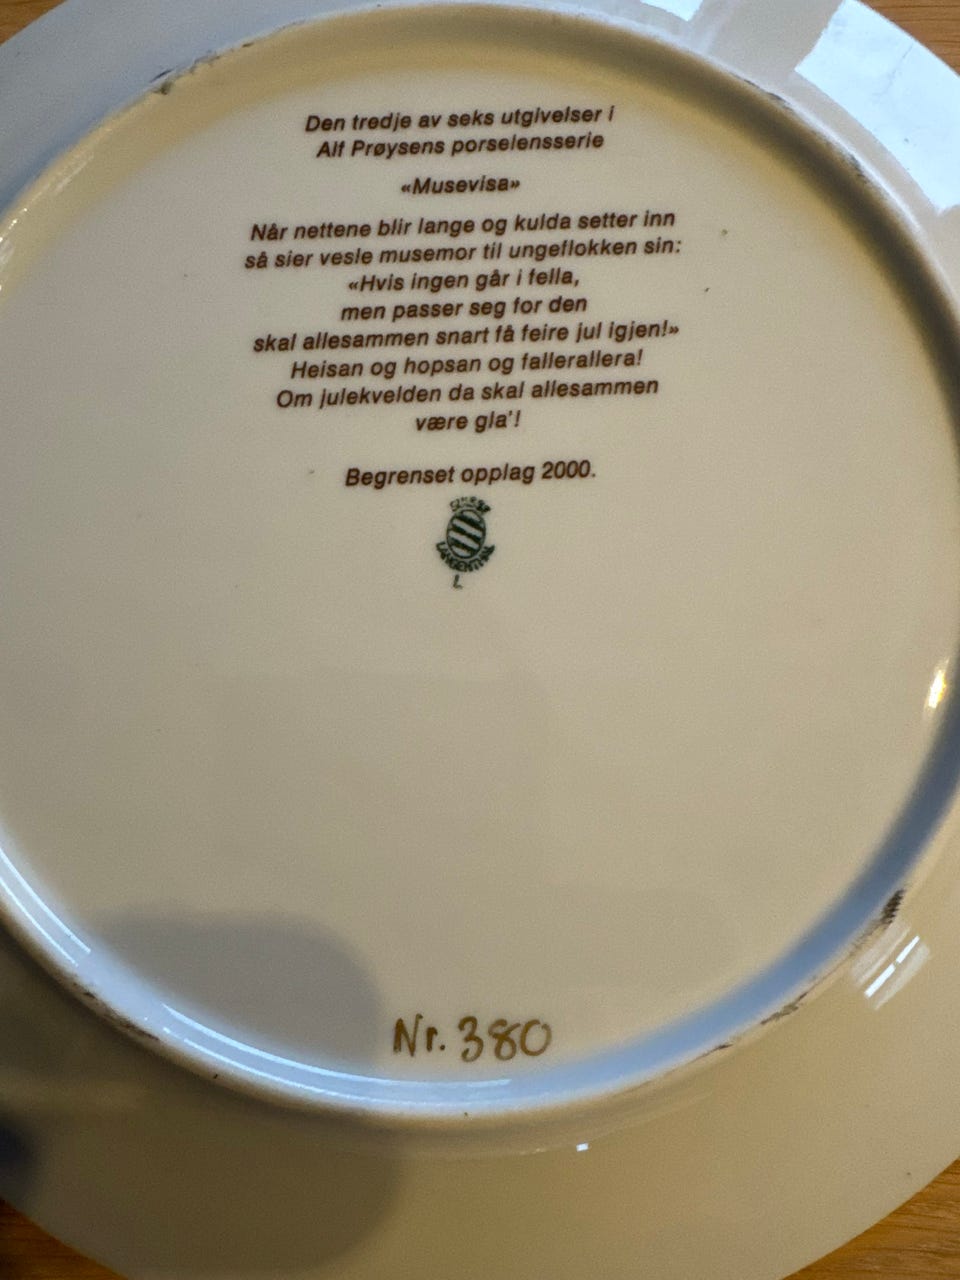 Den tredje av seks utgivelser i
Alf Prøysens porselensserie
«Musevisa»
Når nettene blir lange og kulda setter inn
så sier vesle musemor til ungeflokken sin:
«Hvis ingen går i fella,
men passer seg for den
skal allesammen snart få feire jul igjen!»
Heisan og hopsan og fallerallera!
Om julekvelden da skal allesammen
være gla'!
Begrenset opplag 2000.
SUISSE
LANGENTHAL
L
Nr. 380